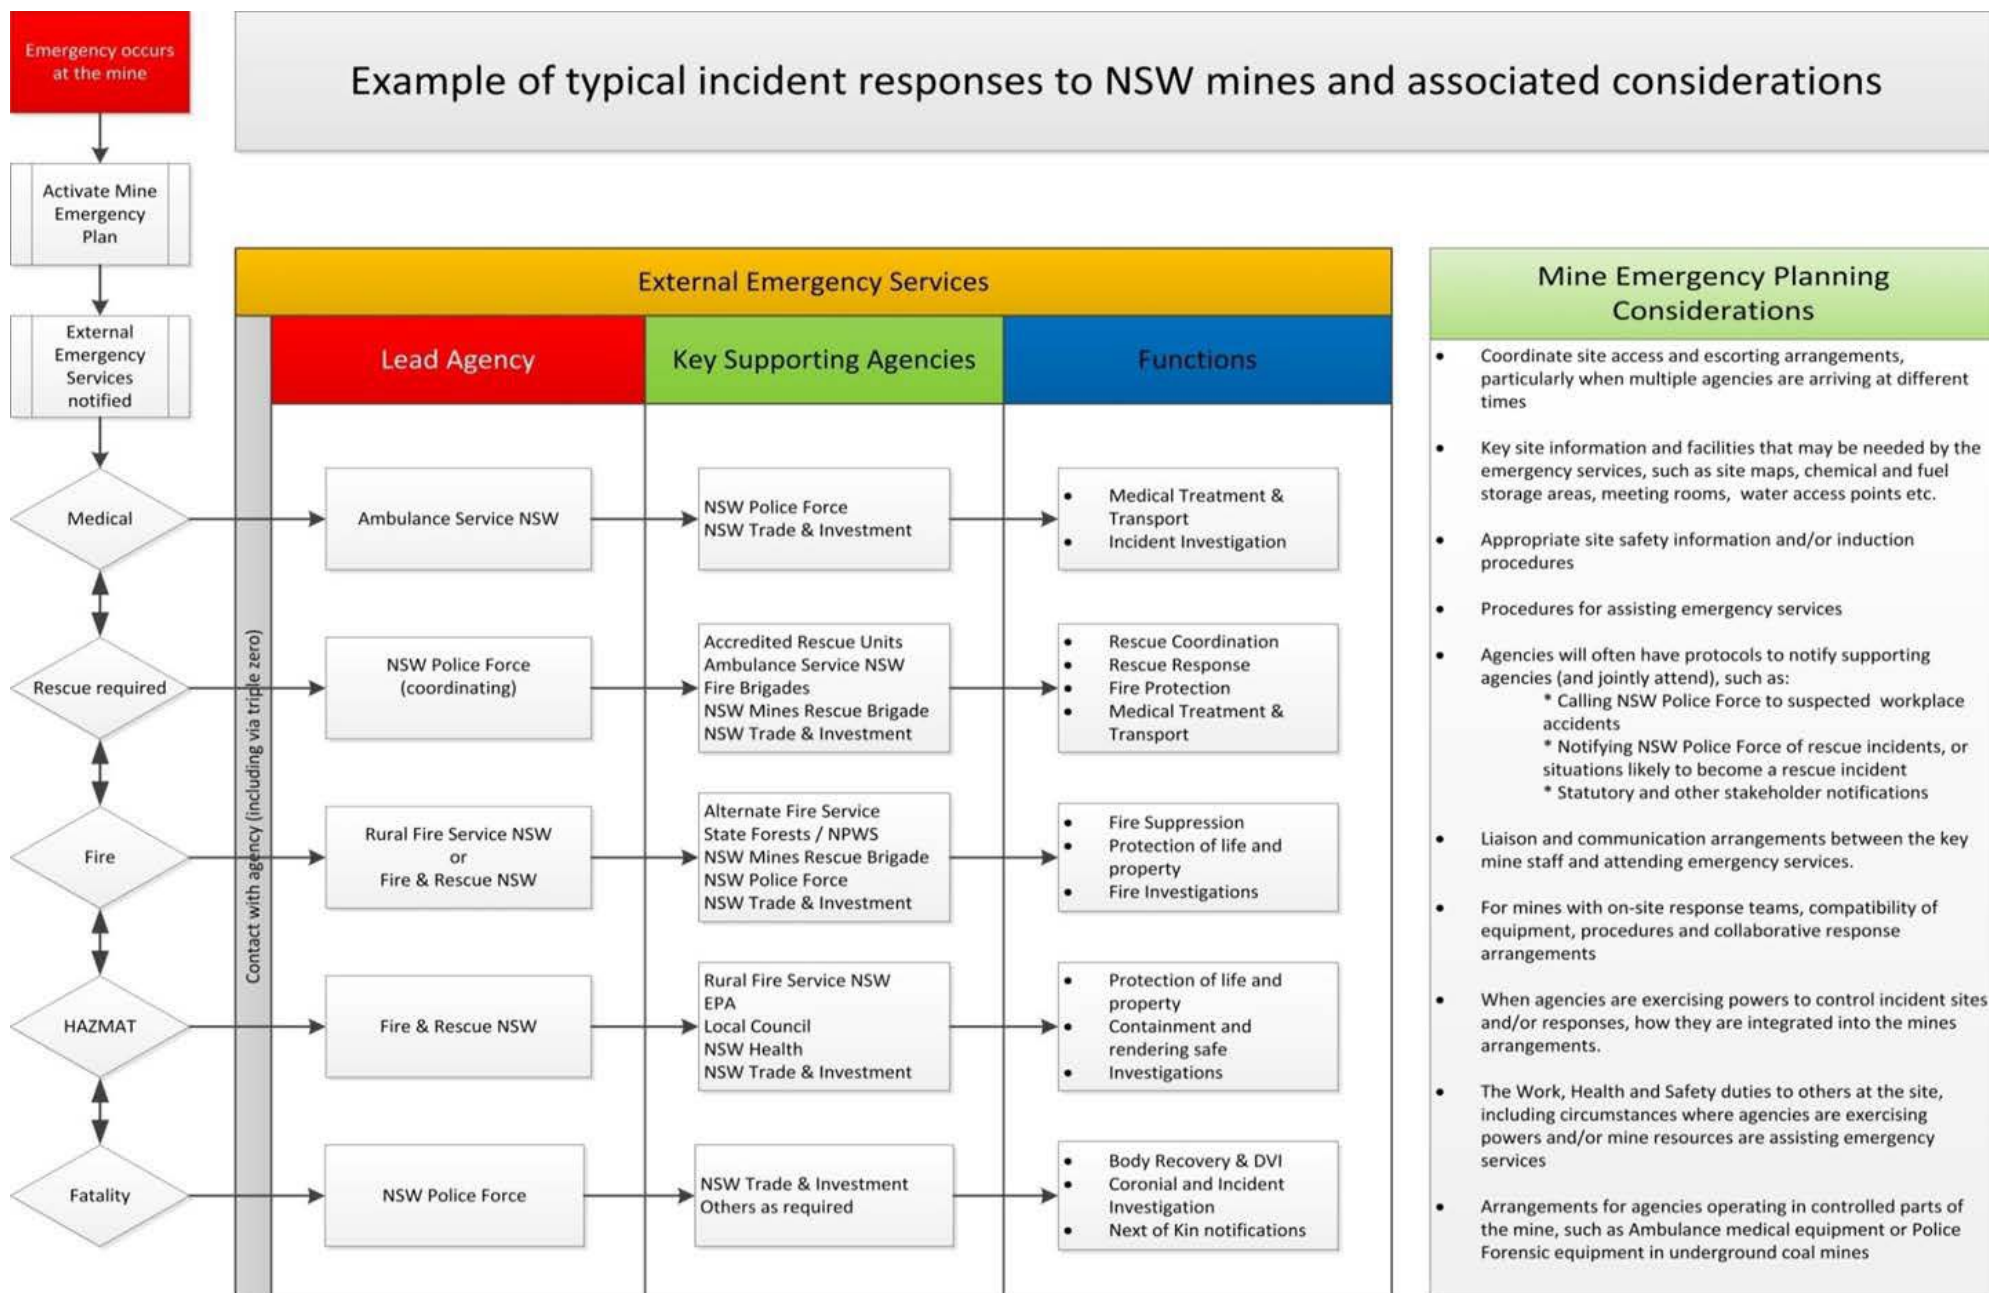 Emergency occurs
at the mine
Example of typical incident responses to NSW mines and associated considerations
Activate Mine
Emergency
Plan
External
Emergency
Services
notified
External Emergency Services
Lead Agency
Key Supporting Agencies
Functions
Contact with agency (including via triple zero)
Medical
Ambulance Service NSW
NSW Police Force
NSW Trade & Investment
• Medical Treatment &
Transport
• Incident Investigation
Rescue required
NSW Police Force
(coordinating)
Accredited Rescue Units
Ambulance Service NSW
Fire Brigades
NSW Mines Rescue Brigade
NSW Trade & Investment
• Rescue Coordination
• Rescue Response
• Fire Protection
• Medical Treatment &
Transport
Fire
Rural Fire Service NSW
or
Fire & Rescue NSW
Alternate Fire Service
State Forests / NPWS
NSW Mines Rescue Brigade
NSW Police Force
NSW Trade & Investment
• Fire Suppression
• Protection of life and
property
• Fire Investigations
HAZMAT
Fire & Rescue NSW
Rural Fire Service NSW
EPA
Local Council
NSW Health
NSW Trade & Investment
• Protection of life and
property
• Containment and
rendering safe
• Investigations
Fatality
NSW Police Force
NSW Trade & Investment
Others as required
• Body Recovery & DVI
• Coronial and Incident
Investigation
• Next of Kin notifications
Mine Emergency Planning
Considerations
• Coordinate site access and escorting arrangements,
particularly when multiple agencies are arriving at different
times
• Key site information and facilities that may be needed by the
emergency services, such as site maps, chemical and fuel
storage areas, meeting rooms, water access points etc.
• Appropriate site safety information and/or induction
procedures
• Procedures for assisting emergency services
• Agencies will often have protocols to notify supporting
agencies (and jointly attend), such as:
* Calling NSW Police Force to suspected workplace
accidents
* Notifying NSW Police Force of rescue incidents, or
situations likely to become a rescue incident
* Statutory and other stakeholder notifications
• Liaison and communication arrangements between the key
mine staff and attending emergency services.
• For mines with on-site response teams, compatibility of
equipment, procedures and collaborative response
arrangements
• When agencies are exercising powers to control incident sites
and/or responses, how they are integrated into the mines
arrangements.
• The Work, Health and Safety duties to others at the site,
including circumstances where agencies are exercising
powers and/or mine resources are assisting emergency
services
• Arrangements for agencies operating in controlled parts of
the mine, such as Ambulance medical equipment or Police
Forensic equipment in underground coal mines